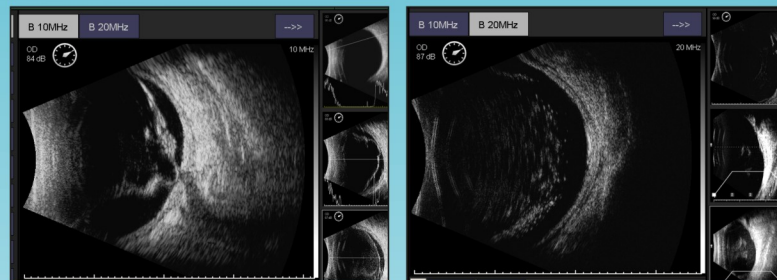 B 10MHz B 20MHz -->>
OD
84 dB
10 MHz
B 10MHz B 20MHz -->>
OD
87 dB
20 MHz